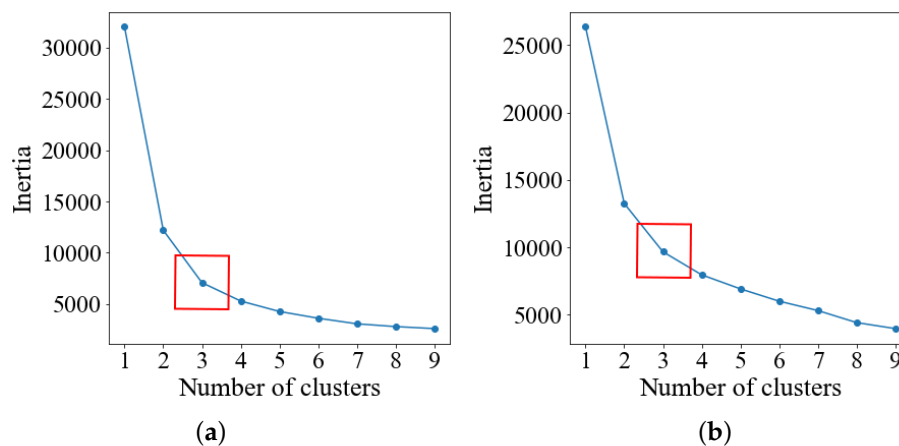 30000
25000
20000
15000
10000
5000
Inertia
1 2 3 4 5 6 7 8 9
Number of clusters
(a)
25000
20000
15000
10000
5000
Inertia
1 2 3 4 5 6 7 8 9
Number of clusters
(b)